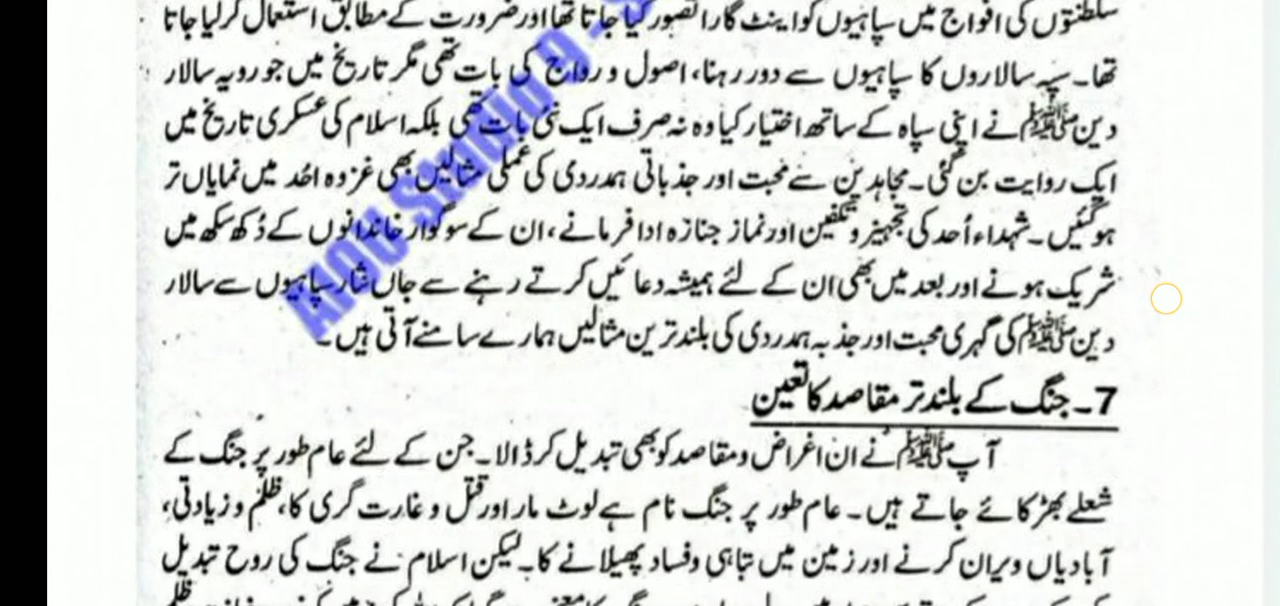 سلطنتوں کی افواج میں سپاہیوں کو اینٹ گارا تصور کیا جاتا تھا اور ضرورت کے مطابق استعمال کر لیا جاتا
تھا۔ سپہ سالاروں کا سپاہیوں سے دور رہنا، اصول و رواج کی بات تھی مگر تاریخ میں جو رویہ سالار
دین ﷺ نے اپنی سپاہ کے ساتھ اختیار کیا وہ نہ صرف ایک نئی بات تھی بلکہ اسلام کی عسکری تاریخ میں
ایک روایت بن گئی۔ مجاہدین سے محبت اور جذباتی ہمدردی کی عملی مثالیں بھی غزوہ احُد میں نمایاں تر
ہو گئیں۔ شہداء اُحد کی تجہیز و تکفین اور نماز جنازہ ادا فرمانے، ان کے سوگوار خاندانوں کے دُکھ سکھ میں
شریک ہونے اور بعد میں بھی ان کے لئے ہمیشہ دعائیں کرتے رہنے سے جاں نثار سپاہیوں سے سالار
دین ﷺ کی گہری محبت اور جذبہ ہمدردی کی بلند ترین مثالیں ہمارے سامنے آتی ہیں۔
7۔ جنگ کے بلند تر مقاصد کا تعین
آپ ﷺ نے ان اغراض و مقاصد کو بھی تبدیل کر ڈالا۔ جن کے لئے عام طور پر جنگ کے
شعلے بھڑکائے جاتے ہیں۔ عام طور پر جنگ نام ہے لوٹ مار اور قتل و غارت گری کا، ظلم و زیادتی،
آبادیاں ویران کرنے اور زمین میں تباہی و فساد پھیلانے کا۔ لیکن اسلام نے جنگ کی روح تبدیل
Aiou Studio 9